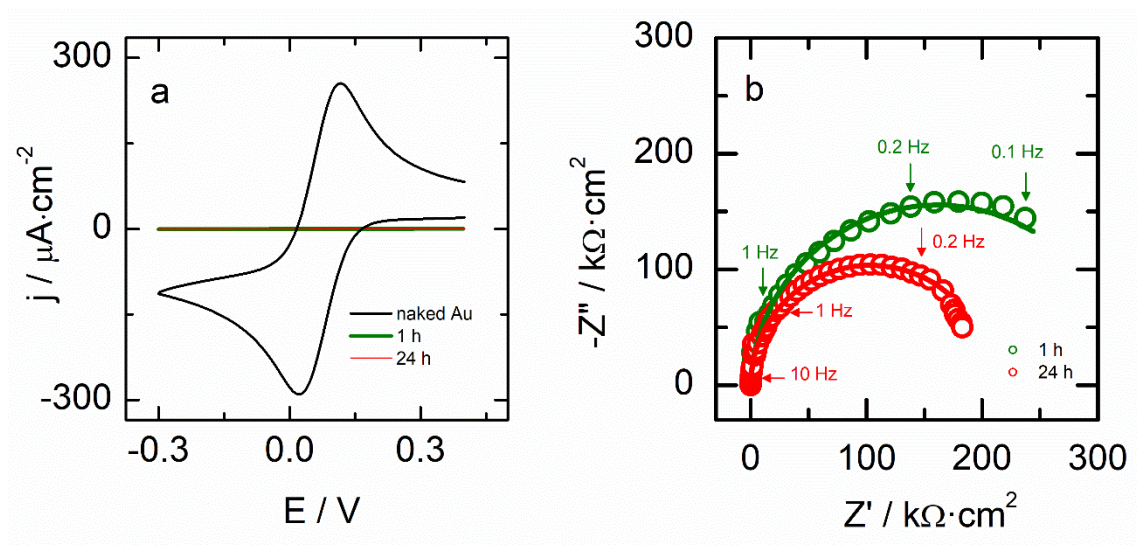 a
300
0
-300
j / μA·cm-2
-0.3
0.0
0.3
E / V
naked Au
1 h
24 h
b
300
200
100
0
-Z" / kΩ·cm2
0
100
200
300
Z' / kΩ·cm2
0.2 Hz
0.1 Hz
1 Hz
0.2 Hz
1 Hz
10 Hz
1 h
24 h